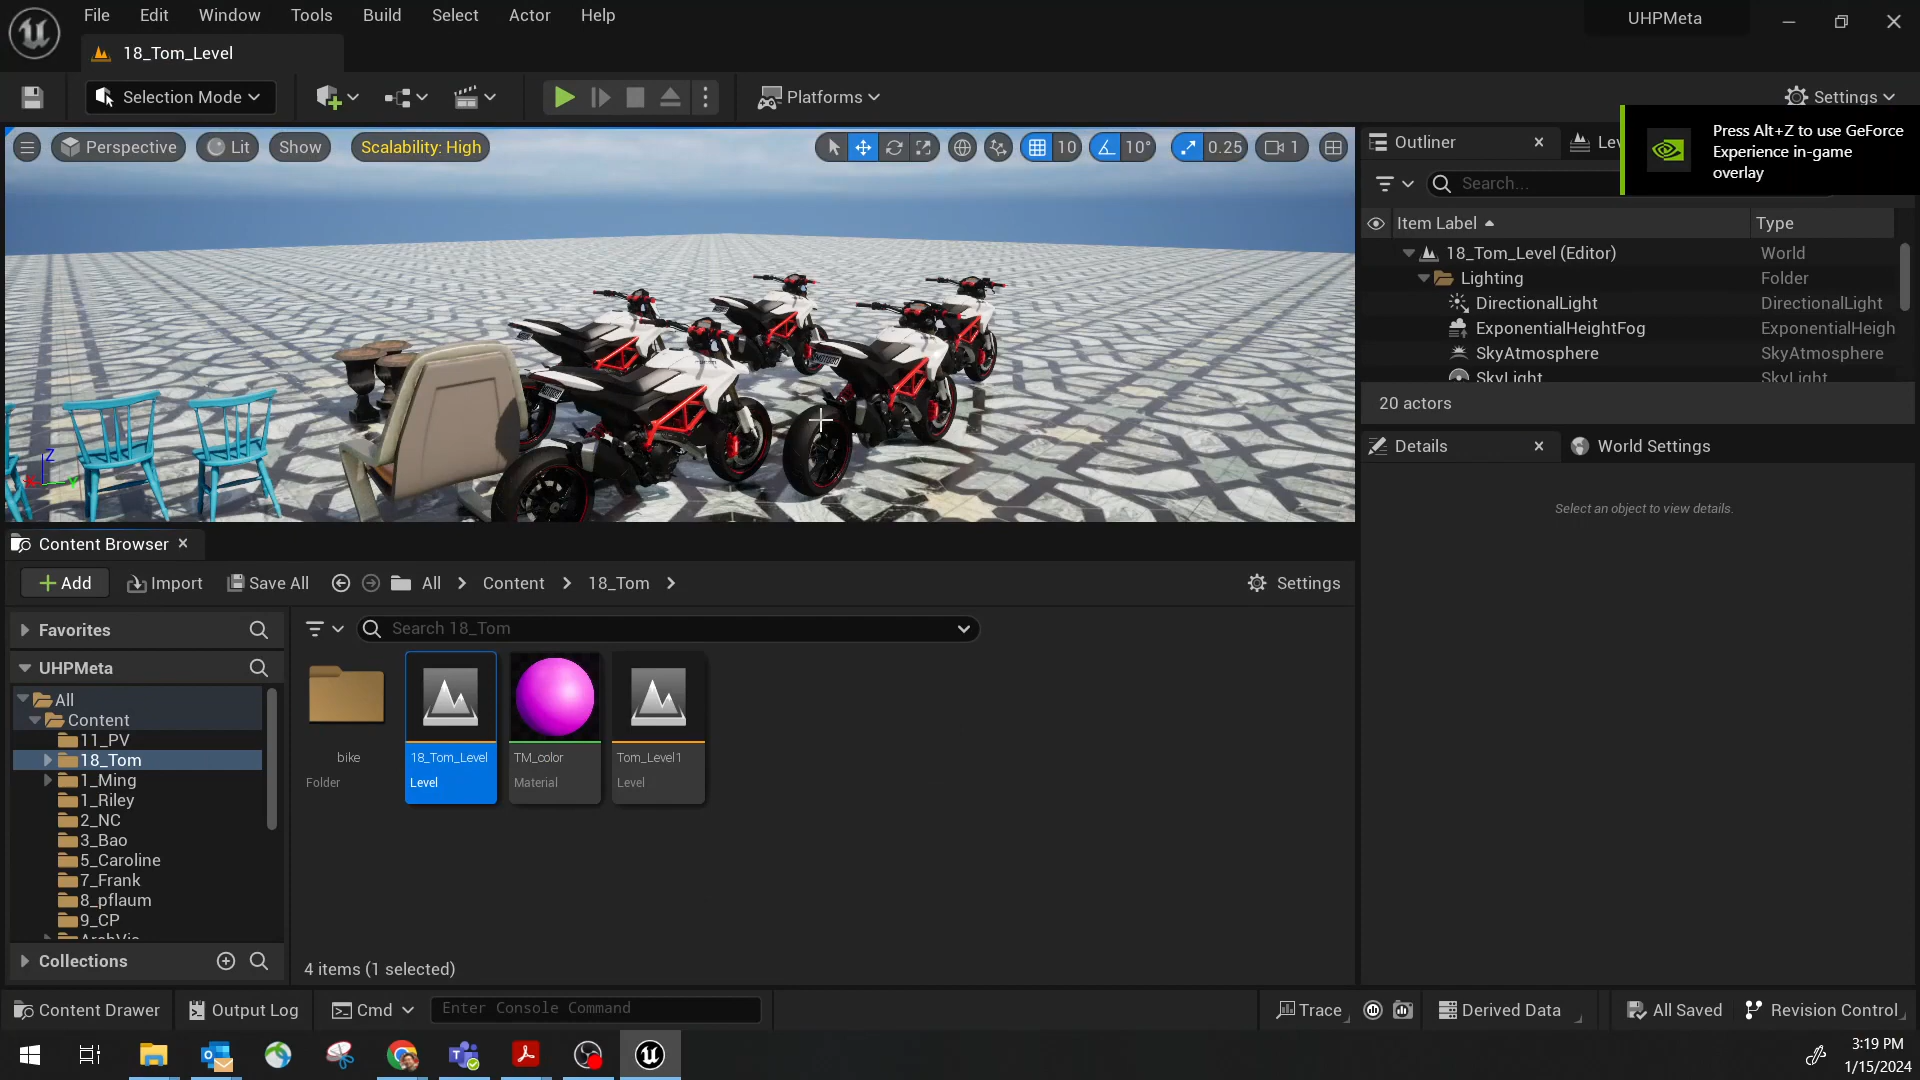 File Edit Window Tools Build Select Actor Help
UHPMeta
18_Tom_Level
Selection Mode
Platforms
Settings
Press Alt+Z to use GeForce
Experience in-game
overlay
Perspective Lit Show Scalability: High
10 10° 0.25 1
Outliner
Search...
Item Label Type
18_Tom_Level (Editor) World
Lighting Folder
DirectionalLight DirectionalLight
ExponentialHeightFog ExponentialHeigh
SkyAtmosphere SkyAtmosphere
SkyLight SkyLight
20 actors
Z
Details World Settings
Select an object to view details.
Content Browser
Add Import Save All All Content 18_Tom Settings
Favorites
Search 18_Tom
UHPMeta
All
Content
11_PV
18_Tom
1_Ming
1_Riley
2_NC
3_Bao
5_Caroline
7_Frank
8_pflaum
9_CP
Collections
bike
Folder
18_Tom_Level
Level
TM_color
Material
Tom_Level1
Level
4 items (1 selected)
Content Drawer Output Log Cmd Enter Console Command Trace Derived Data All Saved Revision Control
3:19 PM
1/15/2024